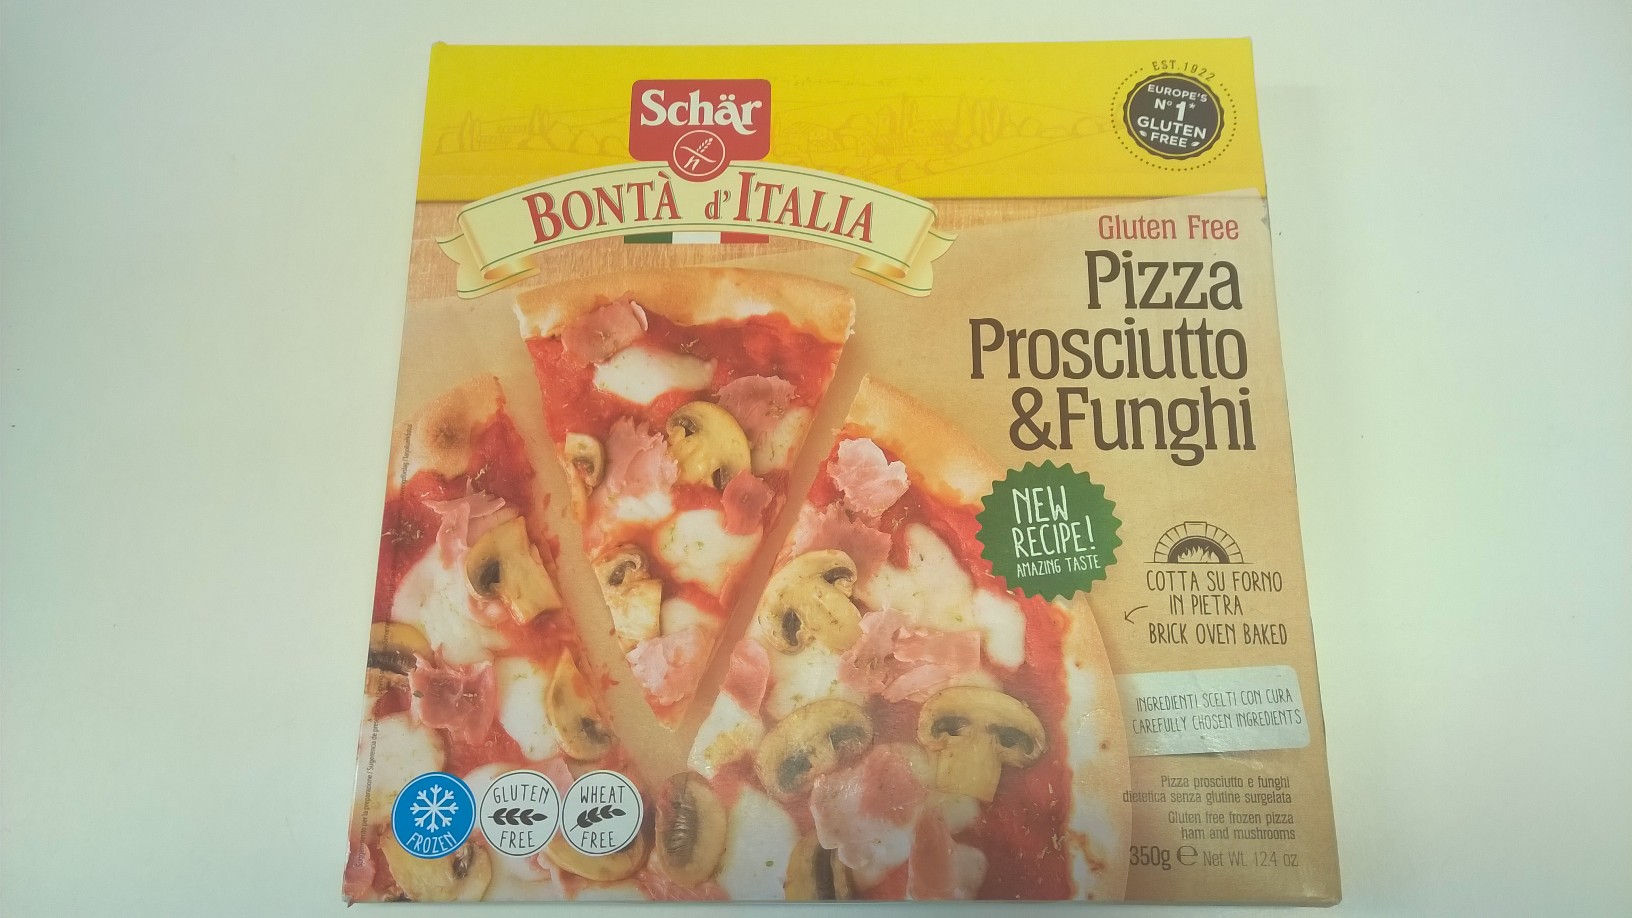 Schär
BONTÀ d'ITALIA
EST. 1922
EUROPE'S
Nº 1*
GLUTEN
FREE
Gluten Free
Pizza
Prosciutto
&Funghi
NEW
RECIPE!
AMAZING TASTE
COTTA SU FORNO
IN PIETRA
BRICK OVEN BAKED
INGREDIENTI SCELTI CON CURA
CAREFULLY CHOSEN INGREDIENTS
Pizza prosciutto e funghi
dietetica senza glutine surgelata
Gluten free frozen pizza
ham and mushrooms
350g e Net Wt. 12.4 oz
FROZEN
GLUTEN
FREE
WHEAT
FREE